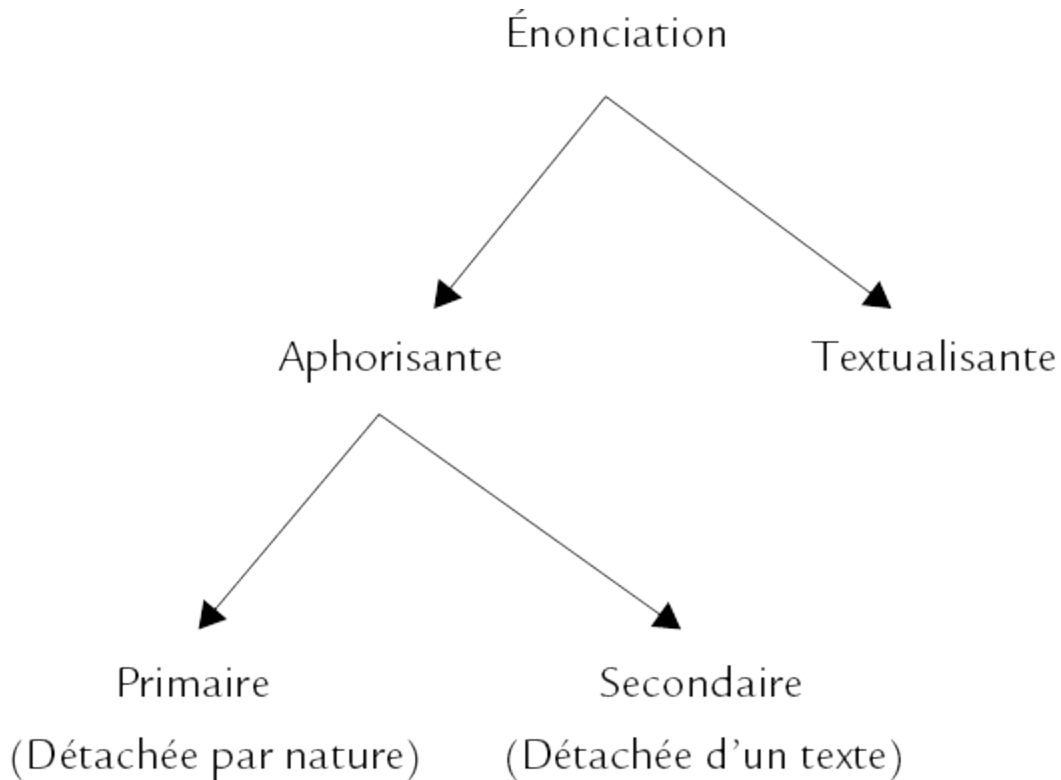 Énonciation
Aphorisante
Textualisante
Primaire
Secondaire
(Détachée par nature)
(Détachée d'un texte)